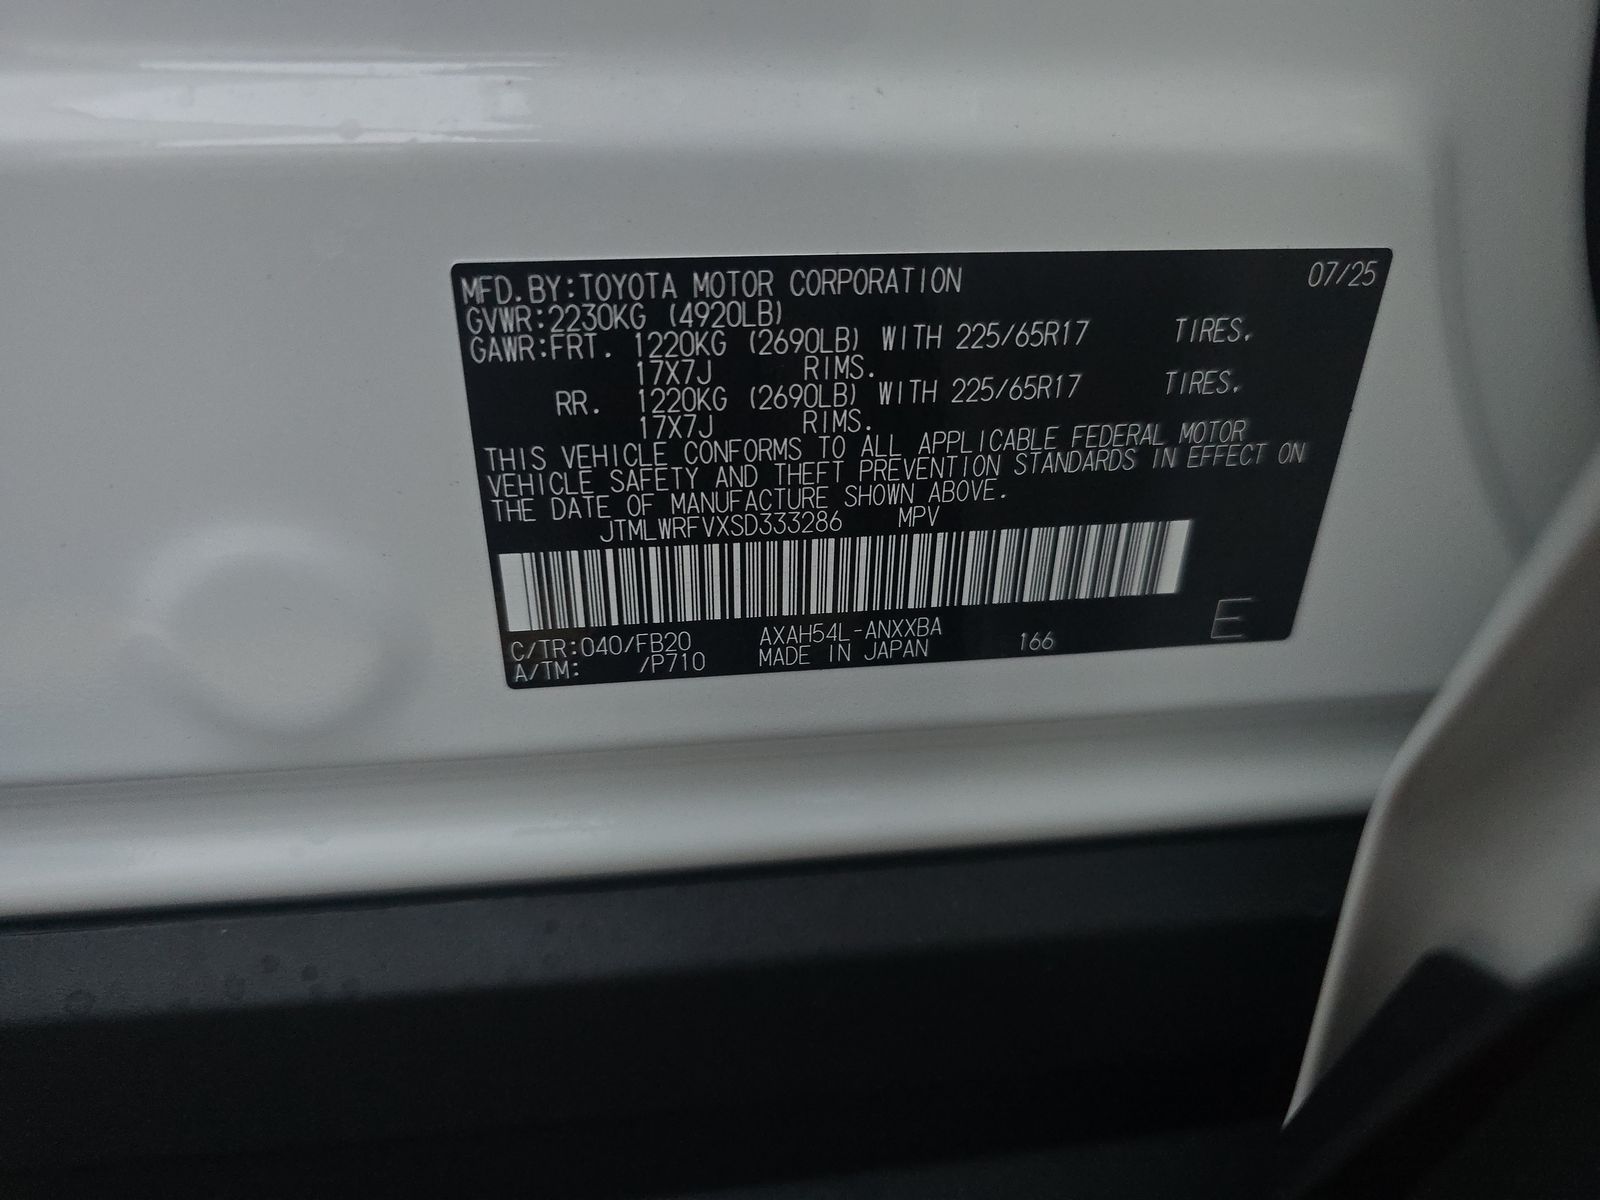 MFD.BY:TOYOTA MOTOR CORPORATION 07/25
GVWR:2230KG (4920LB)
GAWR:FRT. 1220KG (2690LB) WITH 225/65R17 TIRES.
17X7J RIMS.
RR. 1220KG (2690LB) WITH 225/65R17 TIRES.
17X7J RIMS.
THIS VEHICLE CONFORMS TO ALL APPLICABLE FEDERAL MOTOR
VEHICLE SAFETY AND THEFT PREVENTION STANDARDS IN EFFECT ON
THE DATE OF MANUFACTURE SHOWN ABOVE.
JTMLWRFVXSD333286 MPV
C/TR:040/FB20 AXAH54L-ANXXBA 166 E
A/TM: /P710 MADE IN JAPAN